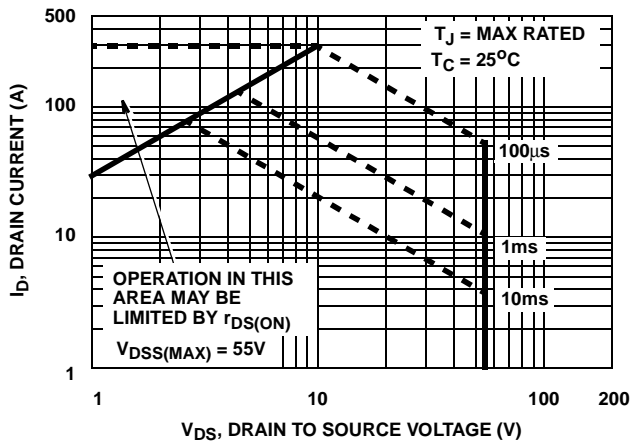 500
T_J = MAX RATED
T_C = 25°C
100
I_D, DRAIN CURRENT (A)
100μs
10
1ms
OPERATION IN THIS
AREA MAY BE
LIMITED BY r_DS(ON)
10ms
V_DSS(MAX) = 55V
1
1
10
100
200
V_DS, DRAIN TO SOURCE VOLTAGE (V)